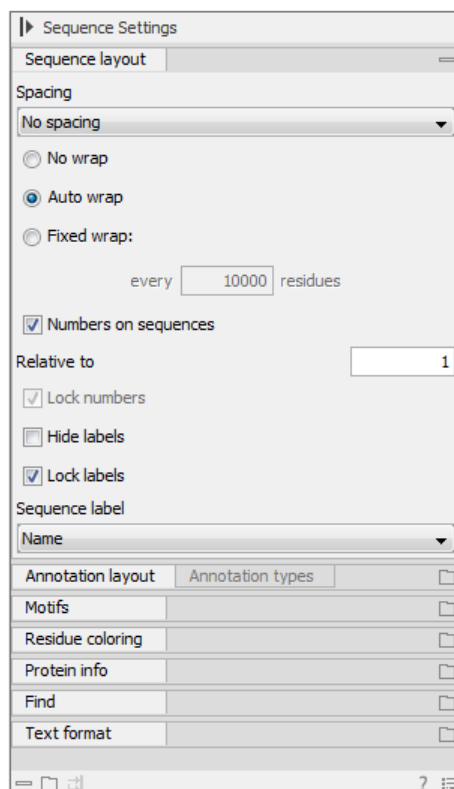 Sequence Settings
Sequence layout
Spacing
No spacing
No wrap
Auto wrap
Fixed wrap:
every 10000 residues
Numbers on sequences
Relative to 1
Lock numbers
Hide labels
Lock labels
Sequence label
Name
Annotation layout Annotation types
Motifs
Residue coloring
Protein info
Find
Text format
?